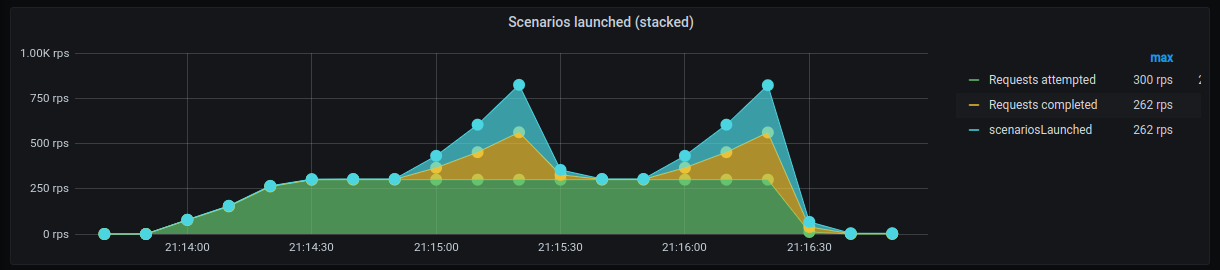 Scenarios launched (stacked)
1.00K rps
750 rps
500 rps
250 rps
0 rps
21:14:00 21:14:30 21:15:00 21:15:30 21:16:00 21:16:30
max
Requests attempted 300 rps
Requests completed 262 rps
scenariosLaunched 262 rps